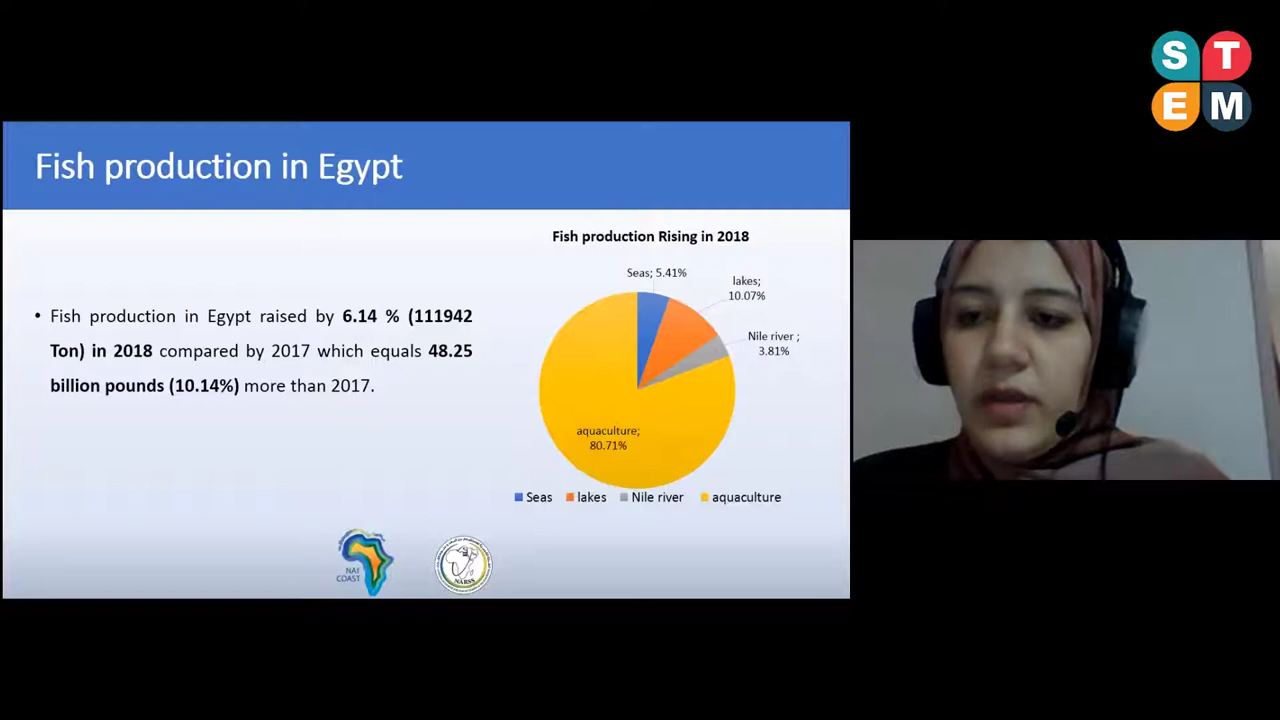 S T
E M
Fish production in Egypt
Fish production Rising in 2018
Seas; 5.41%
lakes;
10.07%
Nile river ;
3.81%
aquaculture;
80.71%
Seas lakes Nile river aquaculture
• Fish production in Egypt raised by 6.14 % (111942
Ton) in 2018 compared by 2017 which equals 48.25
billion pounds (10.14%) more than 2017.
COAST
NARSS